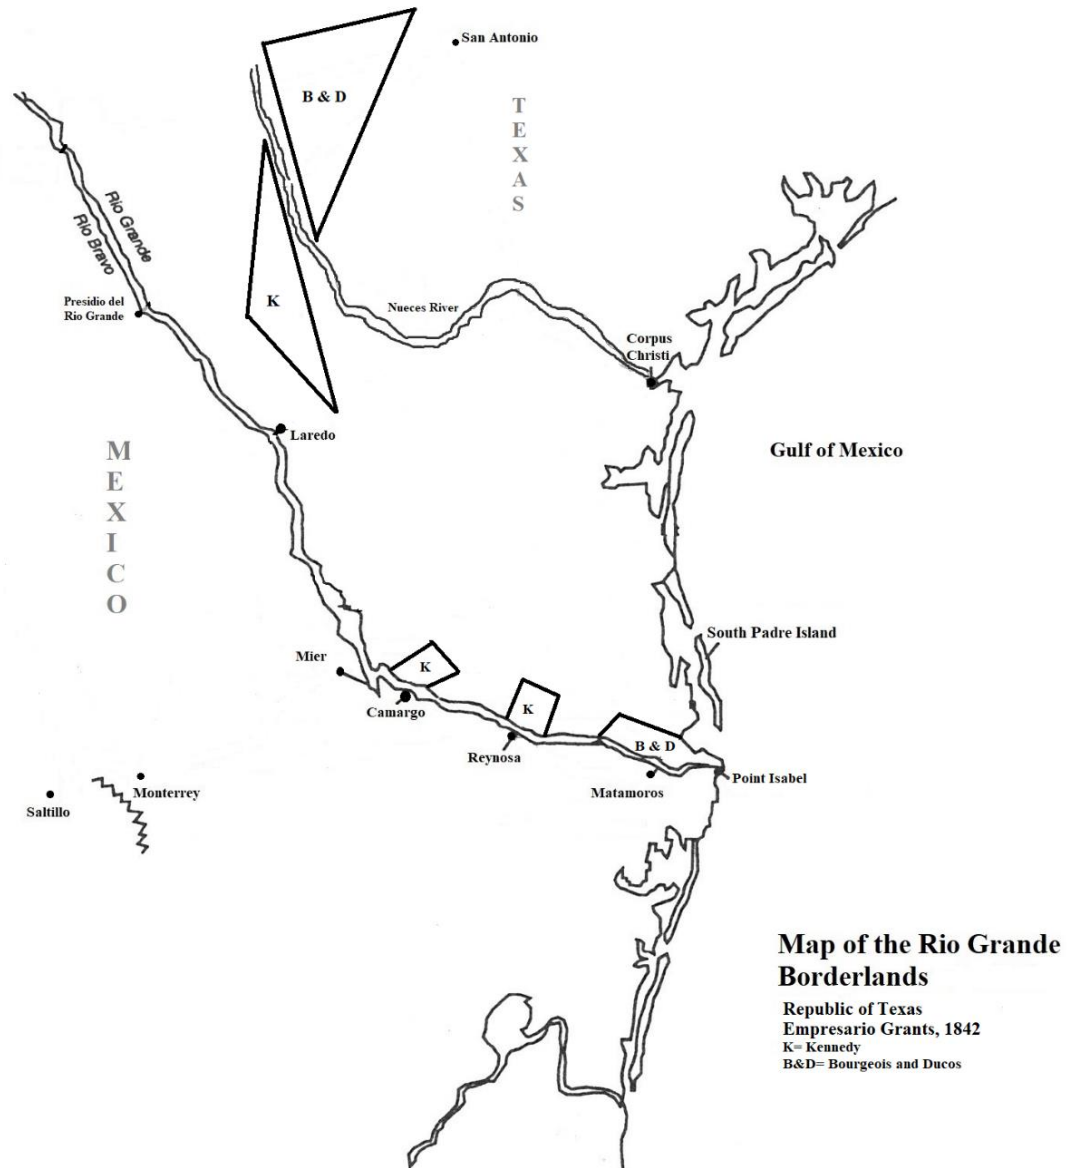 San Antonio
B & D
TEXAS
Rio Grande
Rio Bravo
K
Presidio del
Rio Grande
Nueces River
Corpus
Christi
Laredo
Gulf of Mexico
MEXICO
South Padre Island
Mier
K
Camargo
K
Reynosa
B & D
Matamoros
Point Isabel
Monterrey
Saltillo
Map of the Rio Grande
Borderlands
Republic of Texas
Empresario Grants, 1842
K= Kennedy
B&D= Bourgeois and Ducos